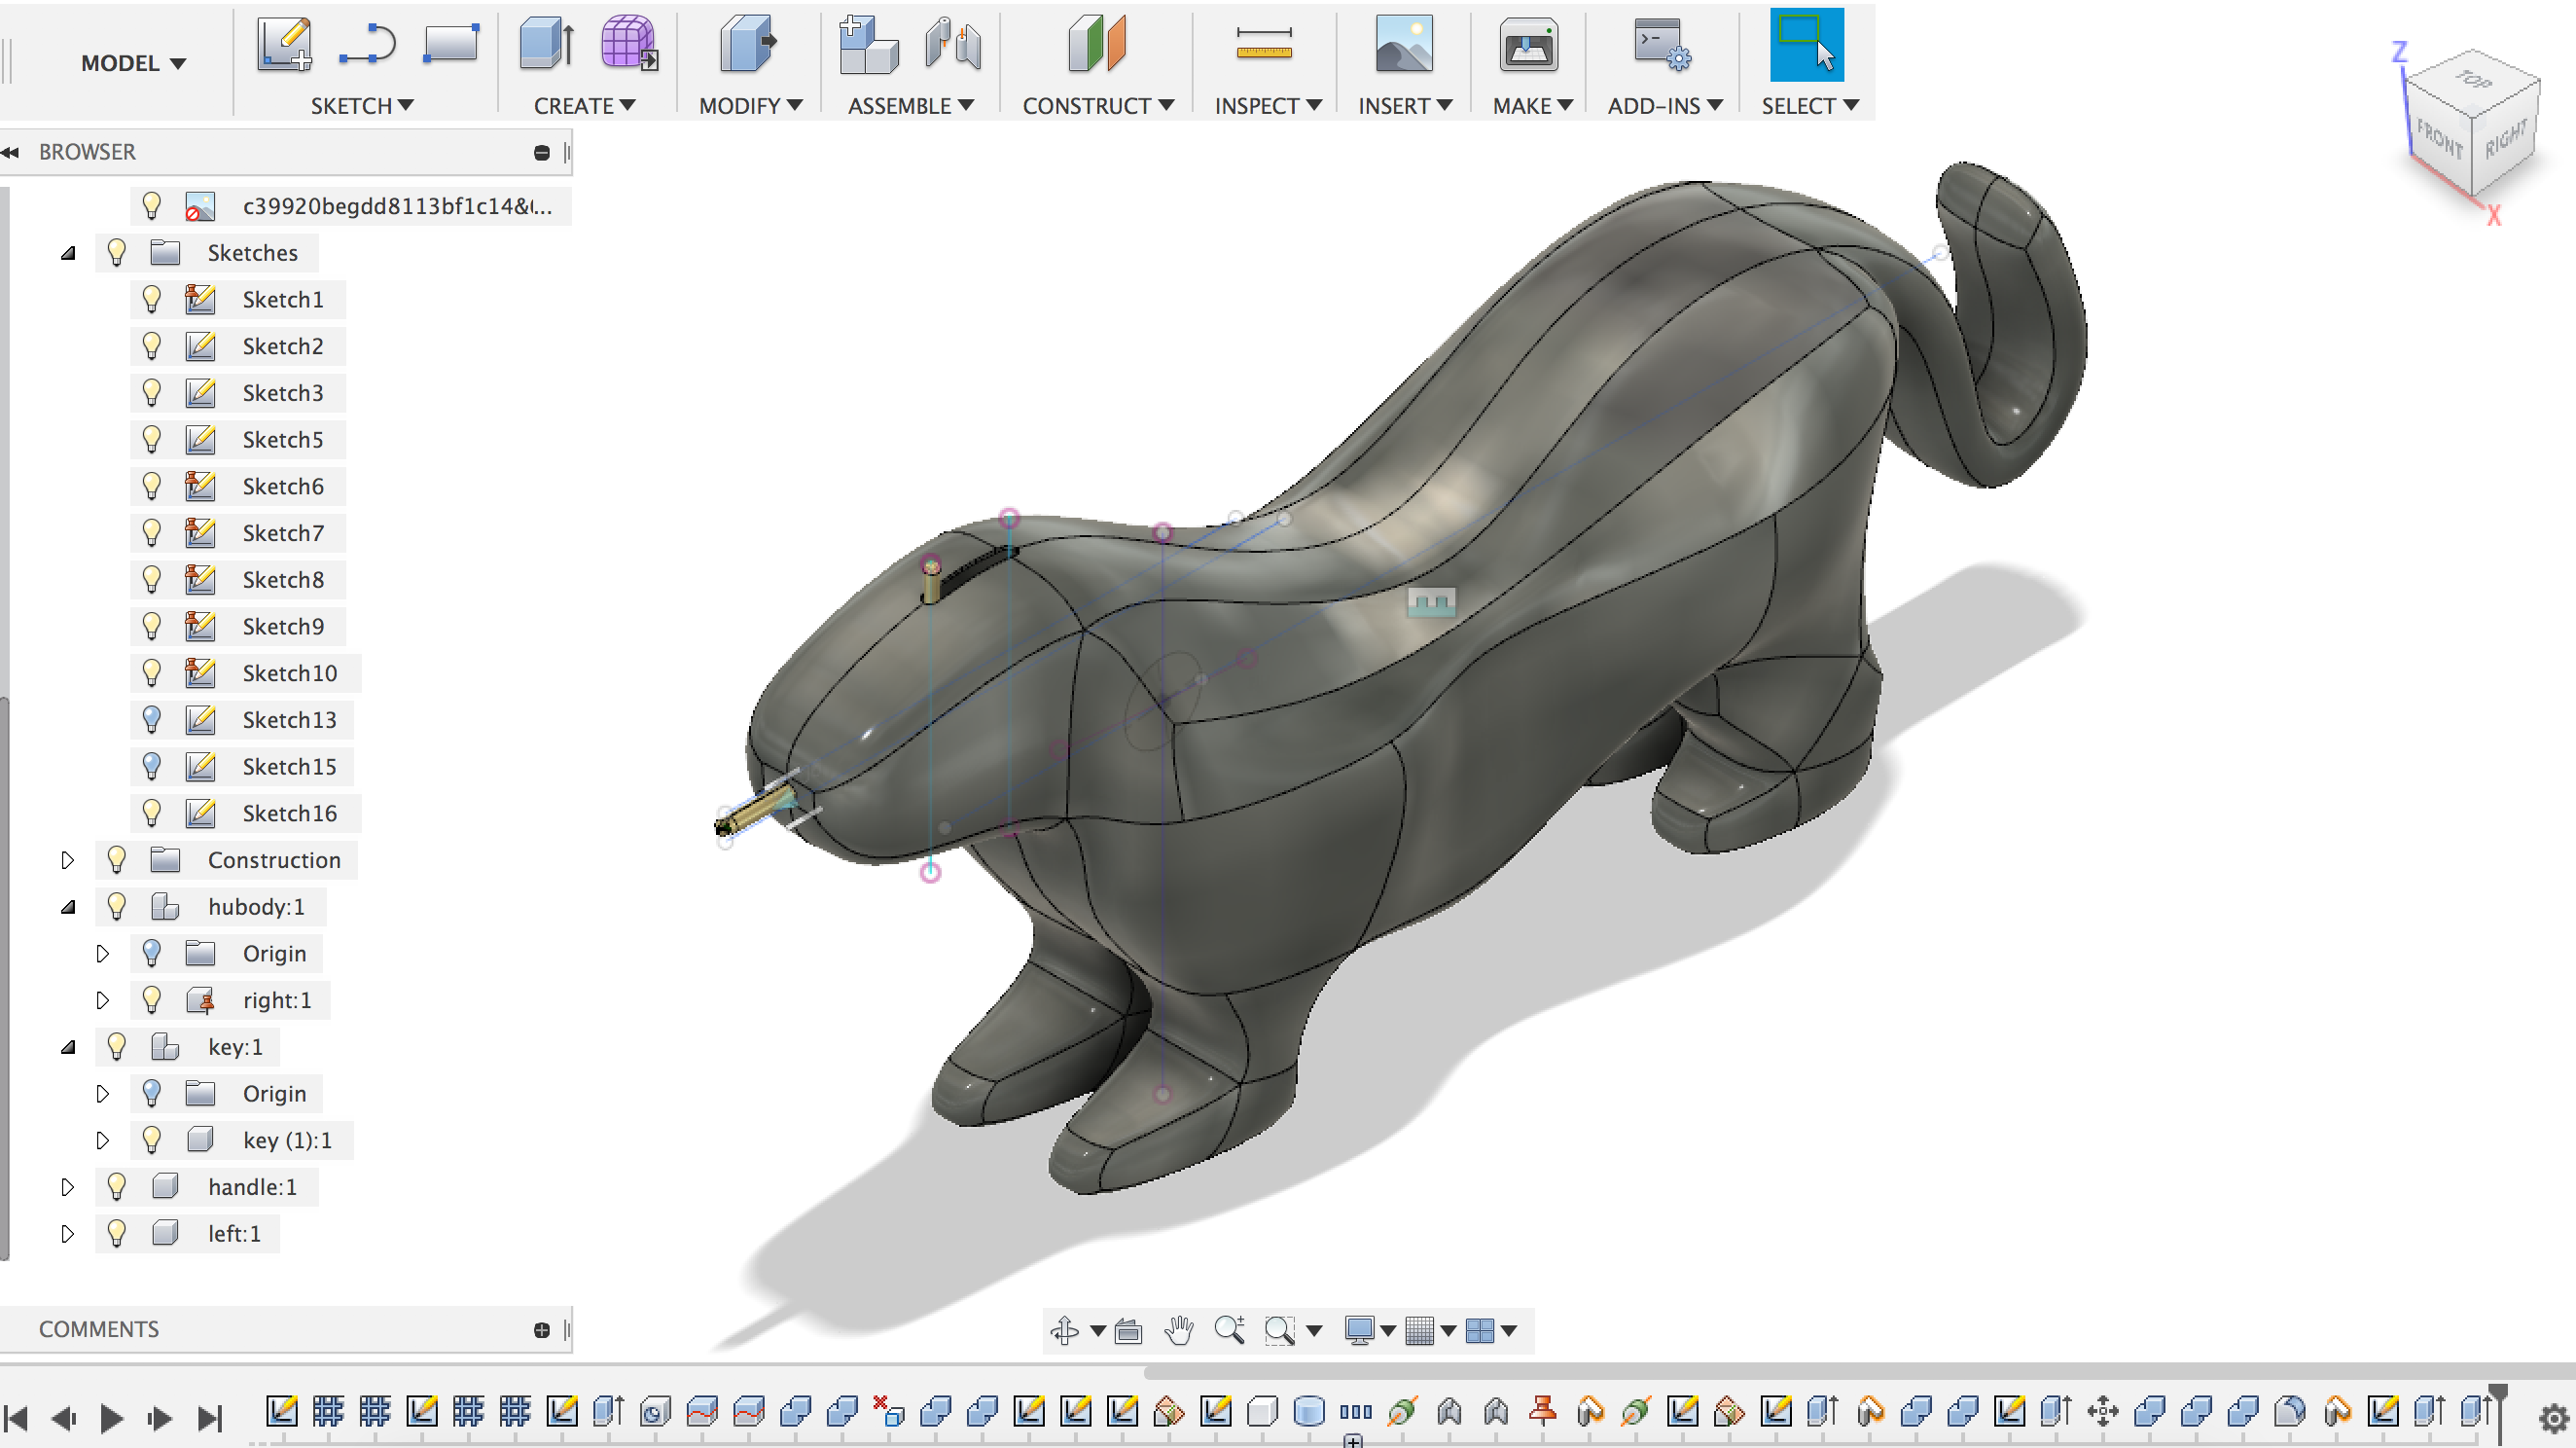 MODEL
SKETCH
CREATE
MODIFY
ASSEMBLE
CONSTRUCT
INSPECT
INSERT
MAKE
ADD-INS
SELECT
Z
TOP
FRONT
RIGHT
X
BROWSER
c39920begdd8113bf1c14&(...
Sketches
Sketch1
Sketch2
Sketch3
Sketch5
Sketch6
Sketch7
Sketch8
Sketch9
Sketch10
Sketch13
Sketch15
Sketch16
Construction
hubody:1
Origin
right:1
key:1
Origin
key (1):1
handle:1
left:1
COMMENTS